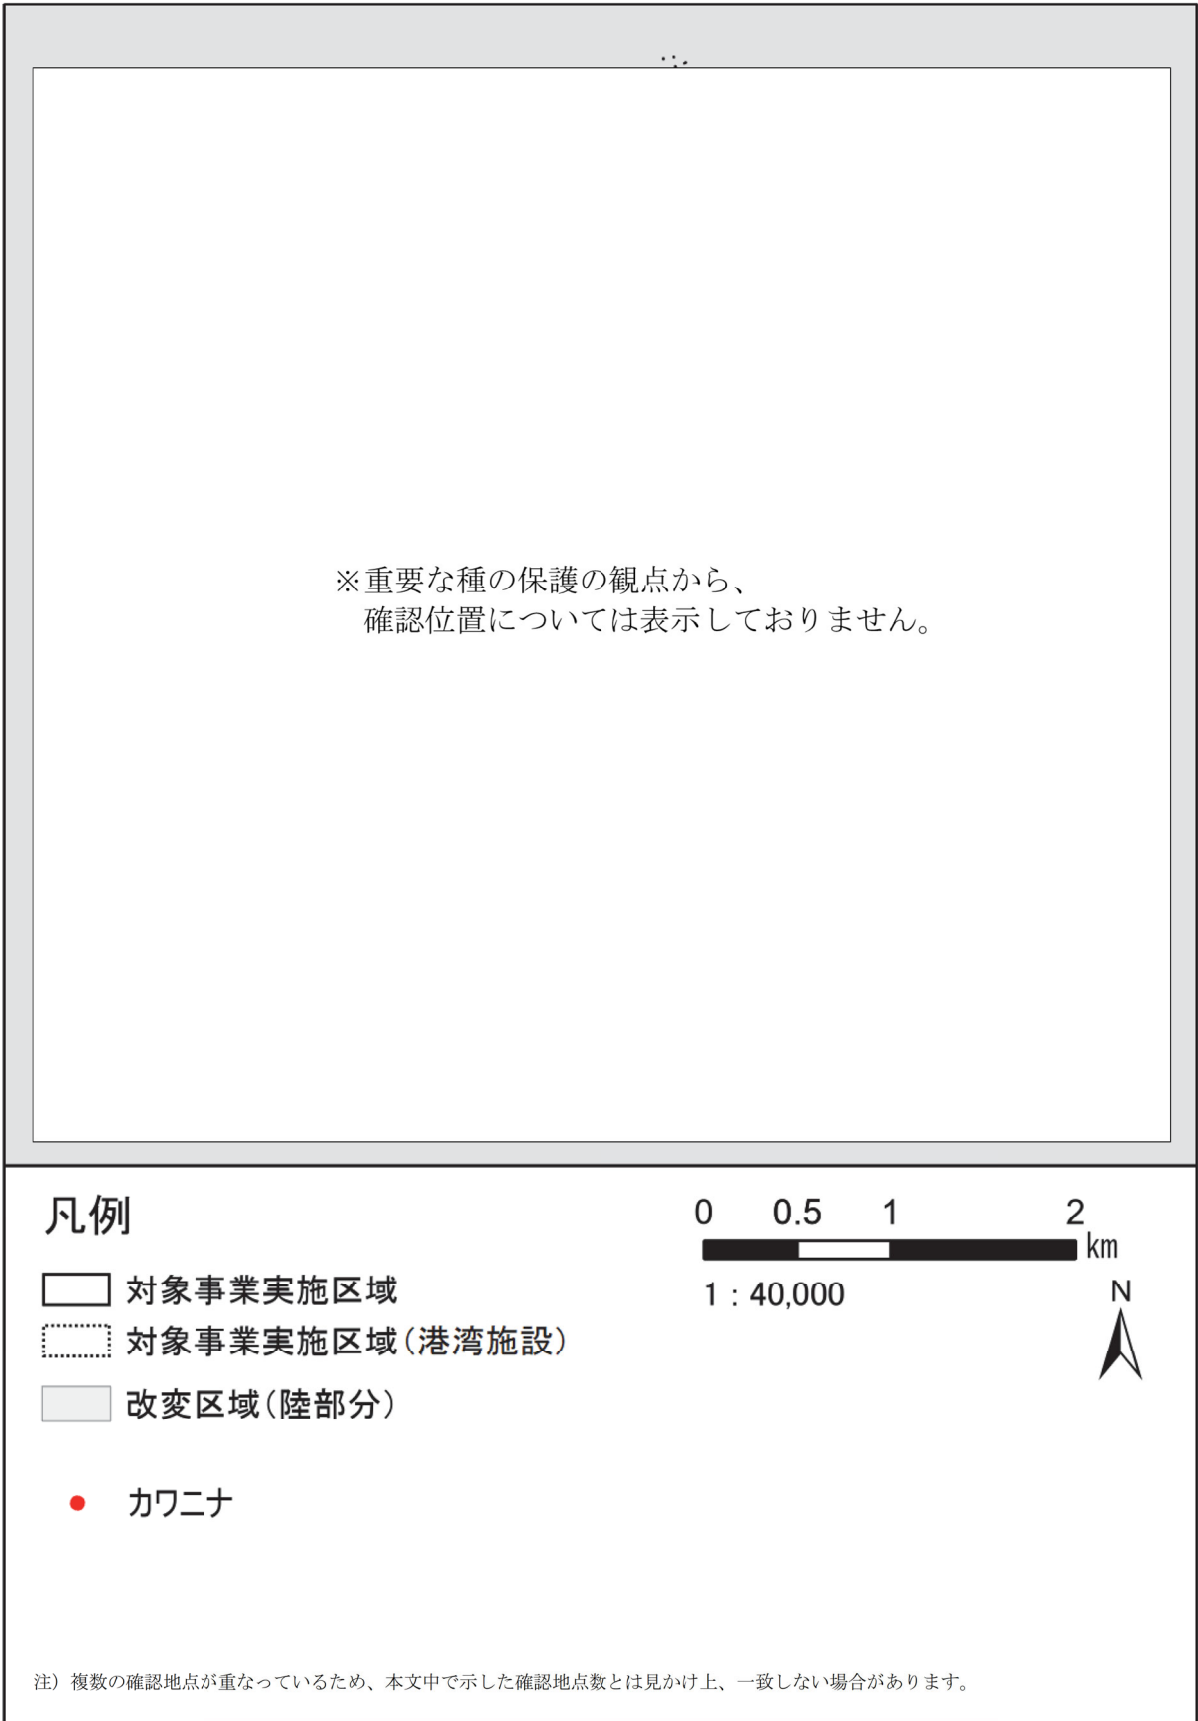 ※重要な種の保護の観点から、
確認位置については表示しておりません。
凡例
0 0.5 1 2
km
対象事業実施区域
1：40,000
N
対象事業実施区域（港湾施設）
改変区域（陸部分）
カワニナ
注）複数の確認地点が重なっているため、本文中で示した確認地点数とは見かけ上、一致しない場合があります。